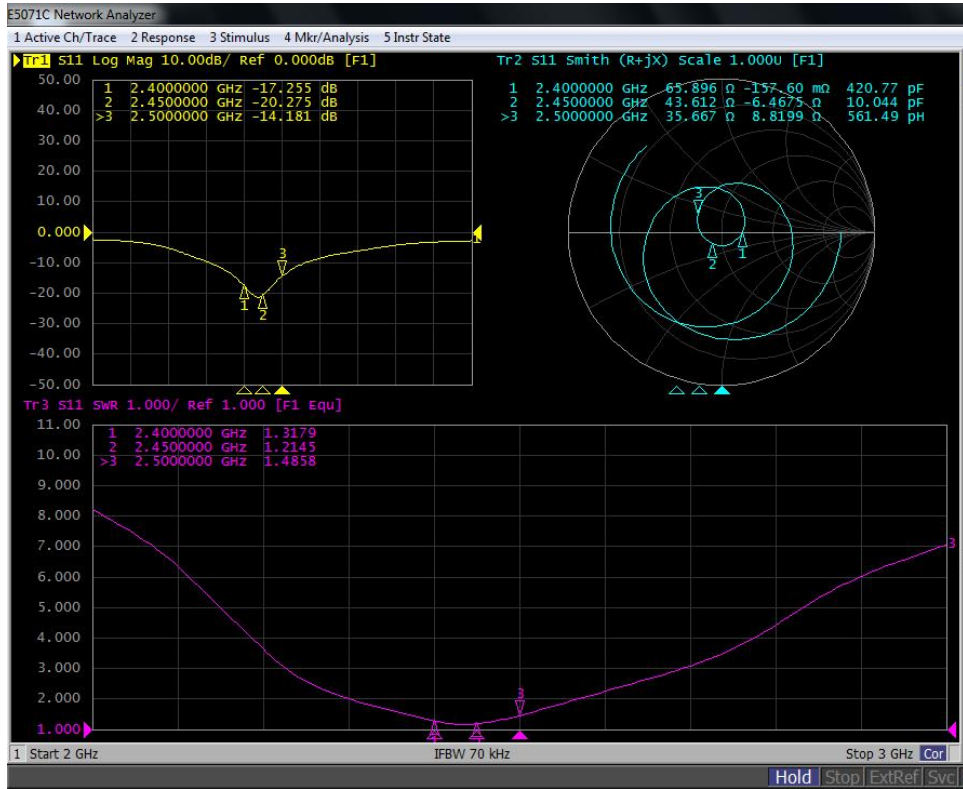 E5071C Network Analyzer
1 Active Ch/Trace 2 Response 3 Stimulus 4 Mkr/Analysis 5 Instr State
Tr1 S11 Log Mag 10.00dB/ Ref 0.000dB [F1]
50.00
40.00
30.00
20.00
10.00
0.000
-10.00
-20.00
-30.00
-40.00
-50.00
1 2.4000000 GHz -17.255 dB
2 2.4500000 GHz -20.275 dB
>3 2.5000000 GHz -14.181 dB
3
1
2
1
Tr2 S11 Smith (R+jX) Scale 1.000U [F1]
1 2.4000000 GHz 65.896 Ω -157.60 mΩ 420.77 pF
2 2.4500000 GHz 43.612 Ω -6.4675 Ω 10.044 pF
>3 2.5000000 GHz 35.667 Ω 8.8199 Ω 561.49 pH
3
1
2
Tr3 S11 SWR 1.000/ Ref 1.000 [F1 Equ]
11.00
10.00
9.000
8.000
7.000
6.000
5.000
4.000
3.000
2.000
1.000
1 2.4000000 GHz 1.3179
2 2.4500000 GHz 1.2145
>3 2.5000000 GHz 1.4858
3
3
1 Start 2 GHz IFBW 70 kHz Stop 3 GHz Cor
Hold Stop ExtRef Svc